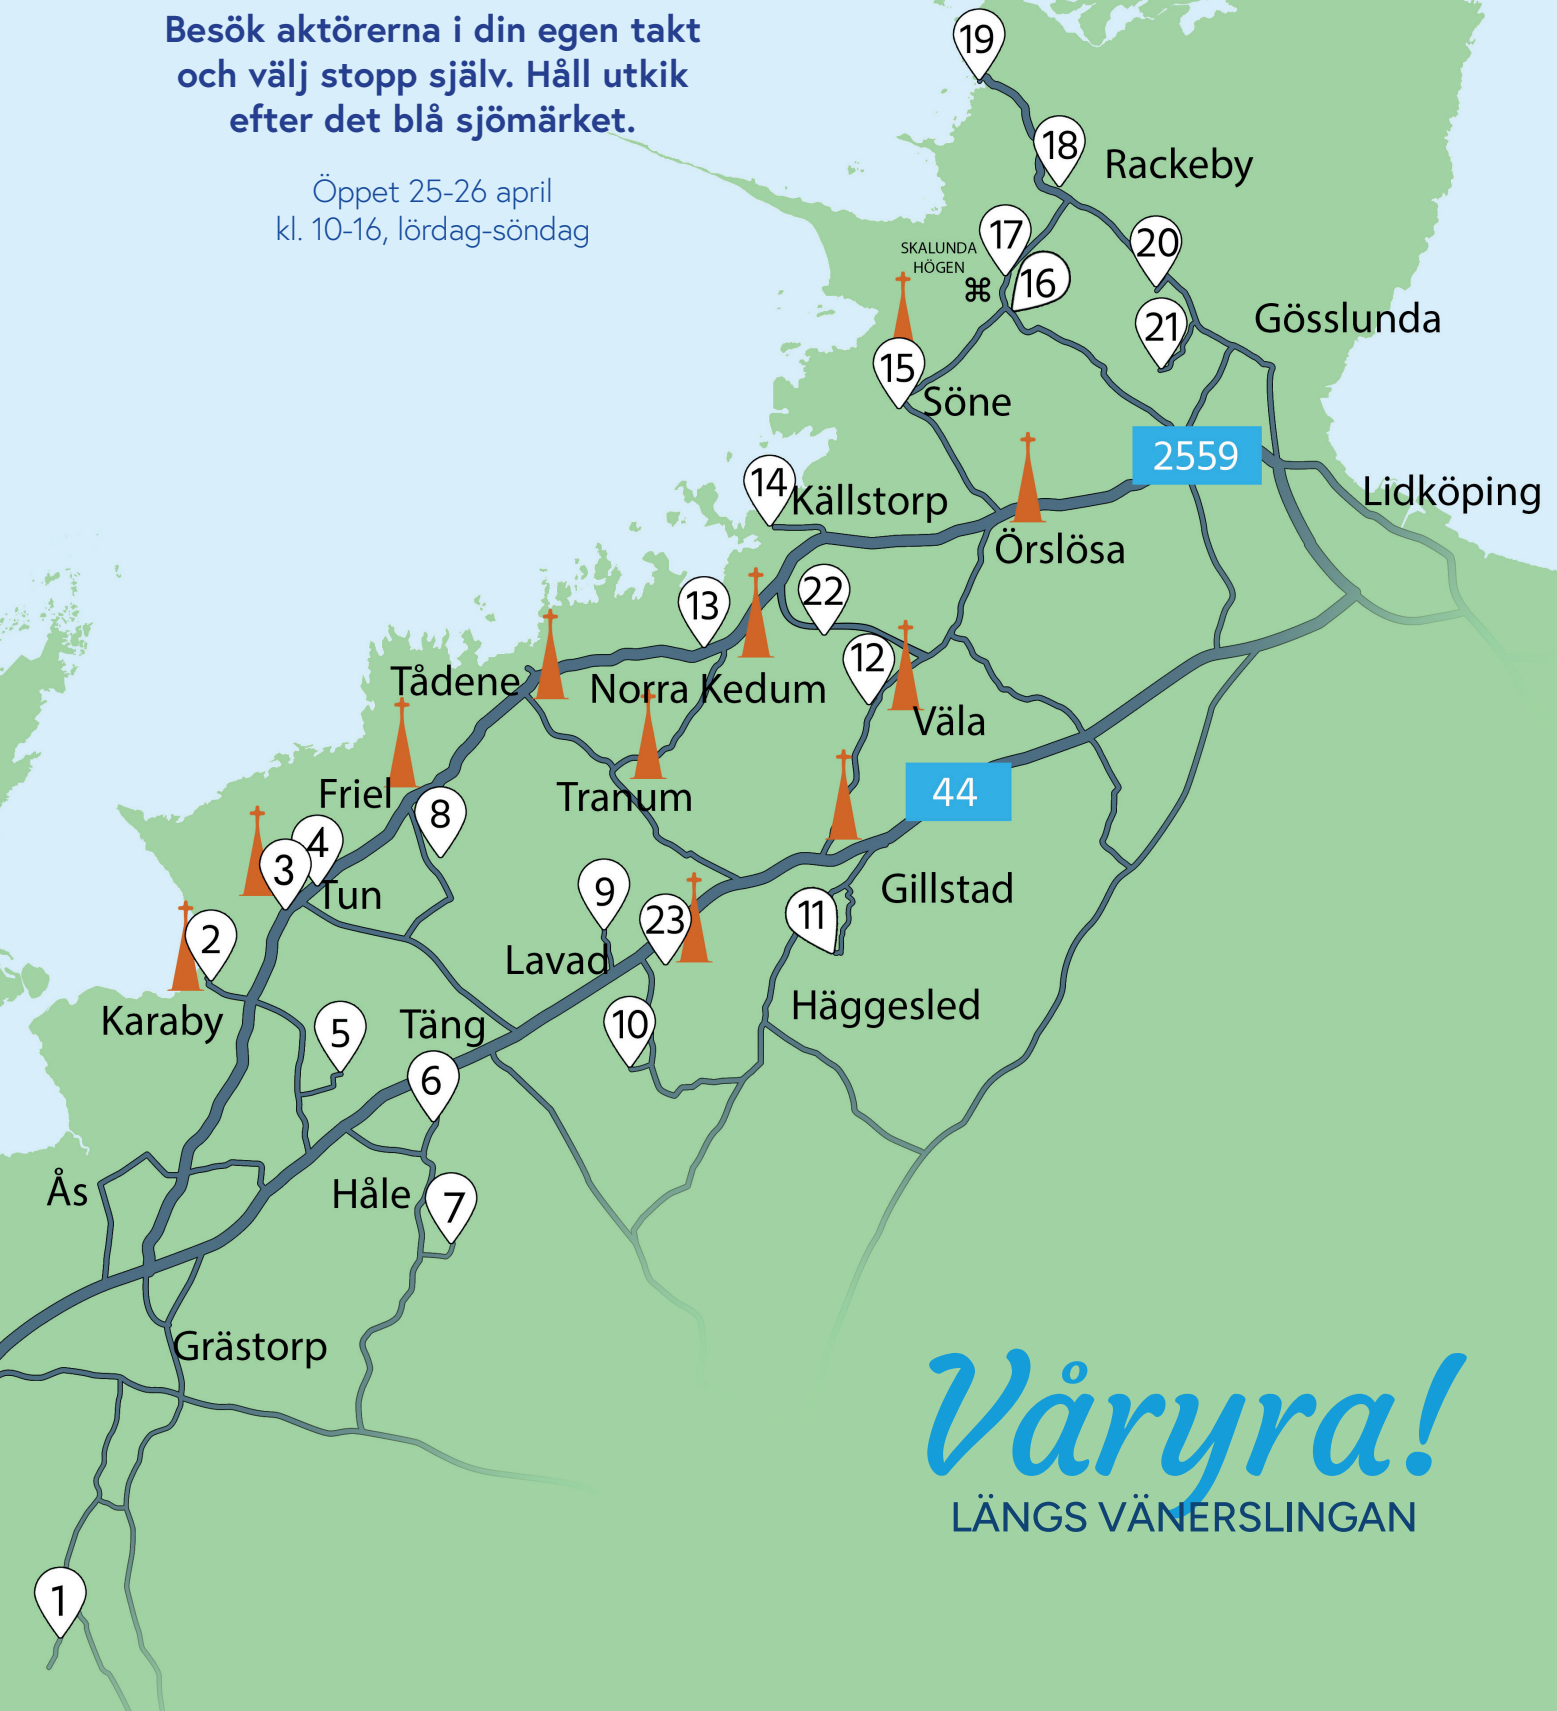 Besök aktörerna i din egen takt
och välj stopp själv. Håll utkik
efter det blå sjömärket.
Öppet 25-26 april
kl. 10-16, lördag-söndag
19
18
Rackeby
17
20
SKALUNDA
HÖGEN
⌘
16
21
Gösslunda
15
Söne
2559
14
Källstorp
Lidköping
Örslösa
13
22
12
Tådene
Norra Kedum
Väla
Friel
Tranum
44
8
4
3
Tun
9
23
11
Gillstad
2
Lavad
Karaby
5
Täng
10
Häggesled
6
Ås
Håle
7
Grästorp
Våryra!
LÄNGS VÄNERSLINGAN
1